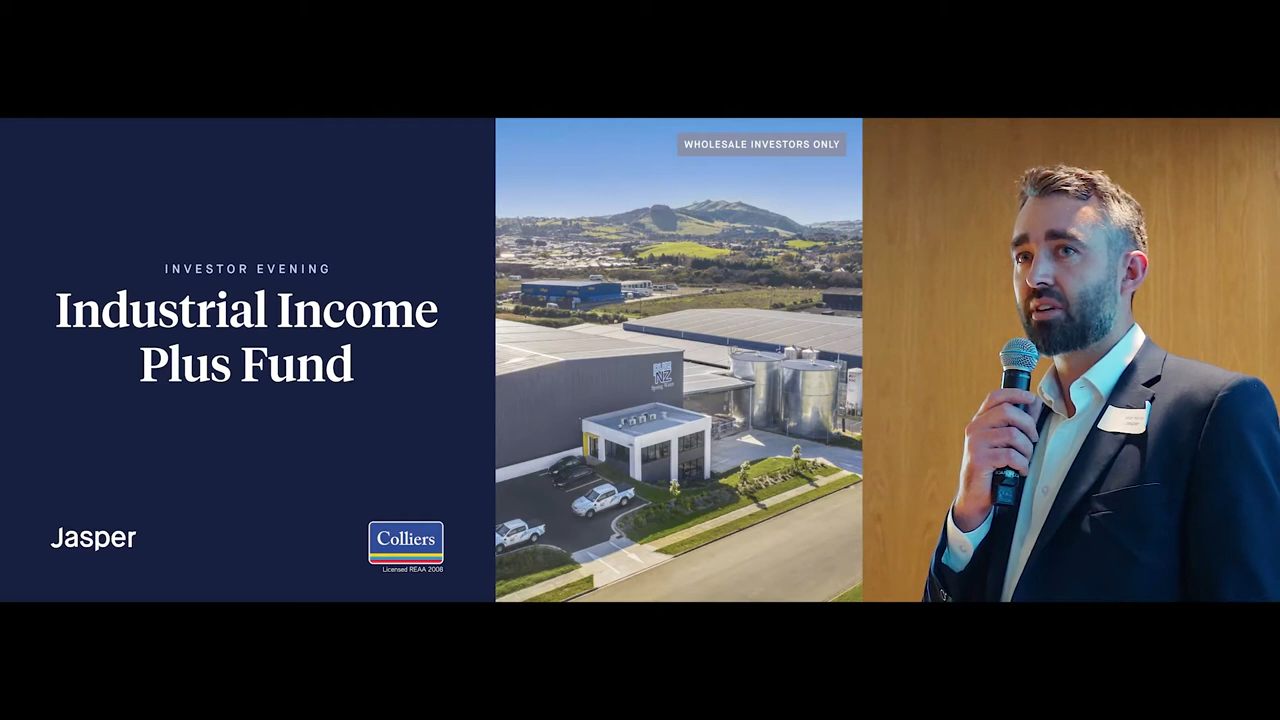 INVESTOR EVENING
Industrial Income
Plus Fund
Jasper
Colliers
Licensed REAA 2008
WHOLESALE INVESTORS ONLY
NZ